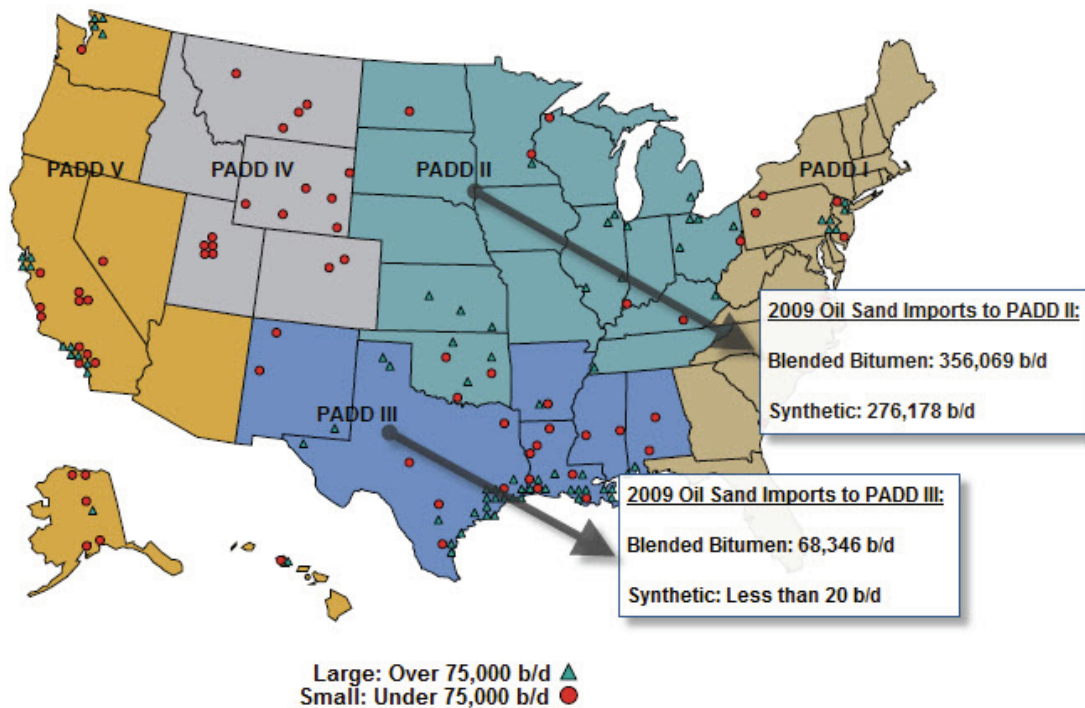 PADD V
PADD IV
PADD II
PADD I
PADD III
2009 Oil Sand Imports to PADD II:
Blended Bitumen: 356,069 b/d
Synthetic: 276,178 b/d
2009 Oil Sand Imports to PADD III:
Blended Bitumen: 68,346 b/d
Synthetic: Less than 20 b/d
Large: Over 75,000 b/d
Small: Under 75,000 b/d